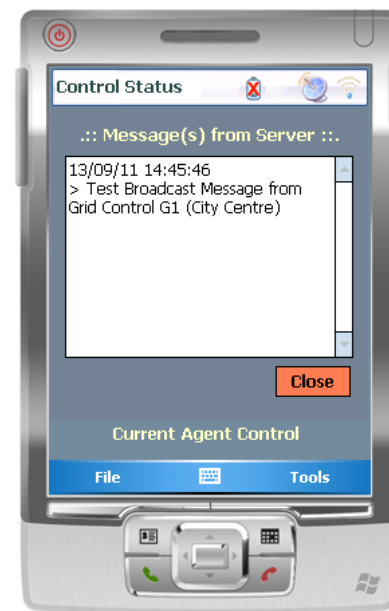 Control Status
.:: Message(s) from Server ::.
13/09/11 14:45:46
> Test Broadcast Message from
Grid Control G1 (City Centre)
Close
Current Agent Control
File Tools